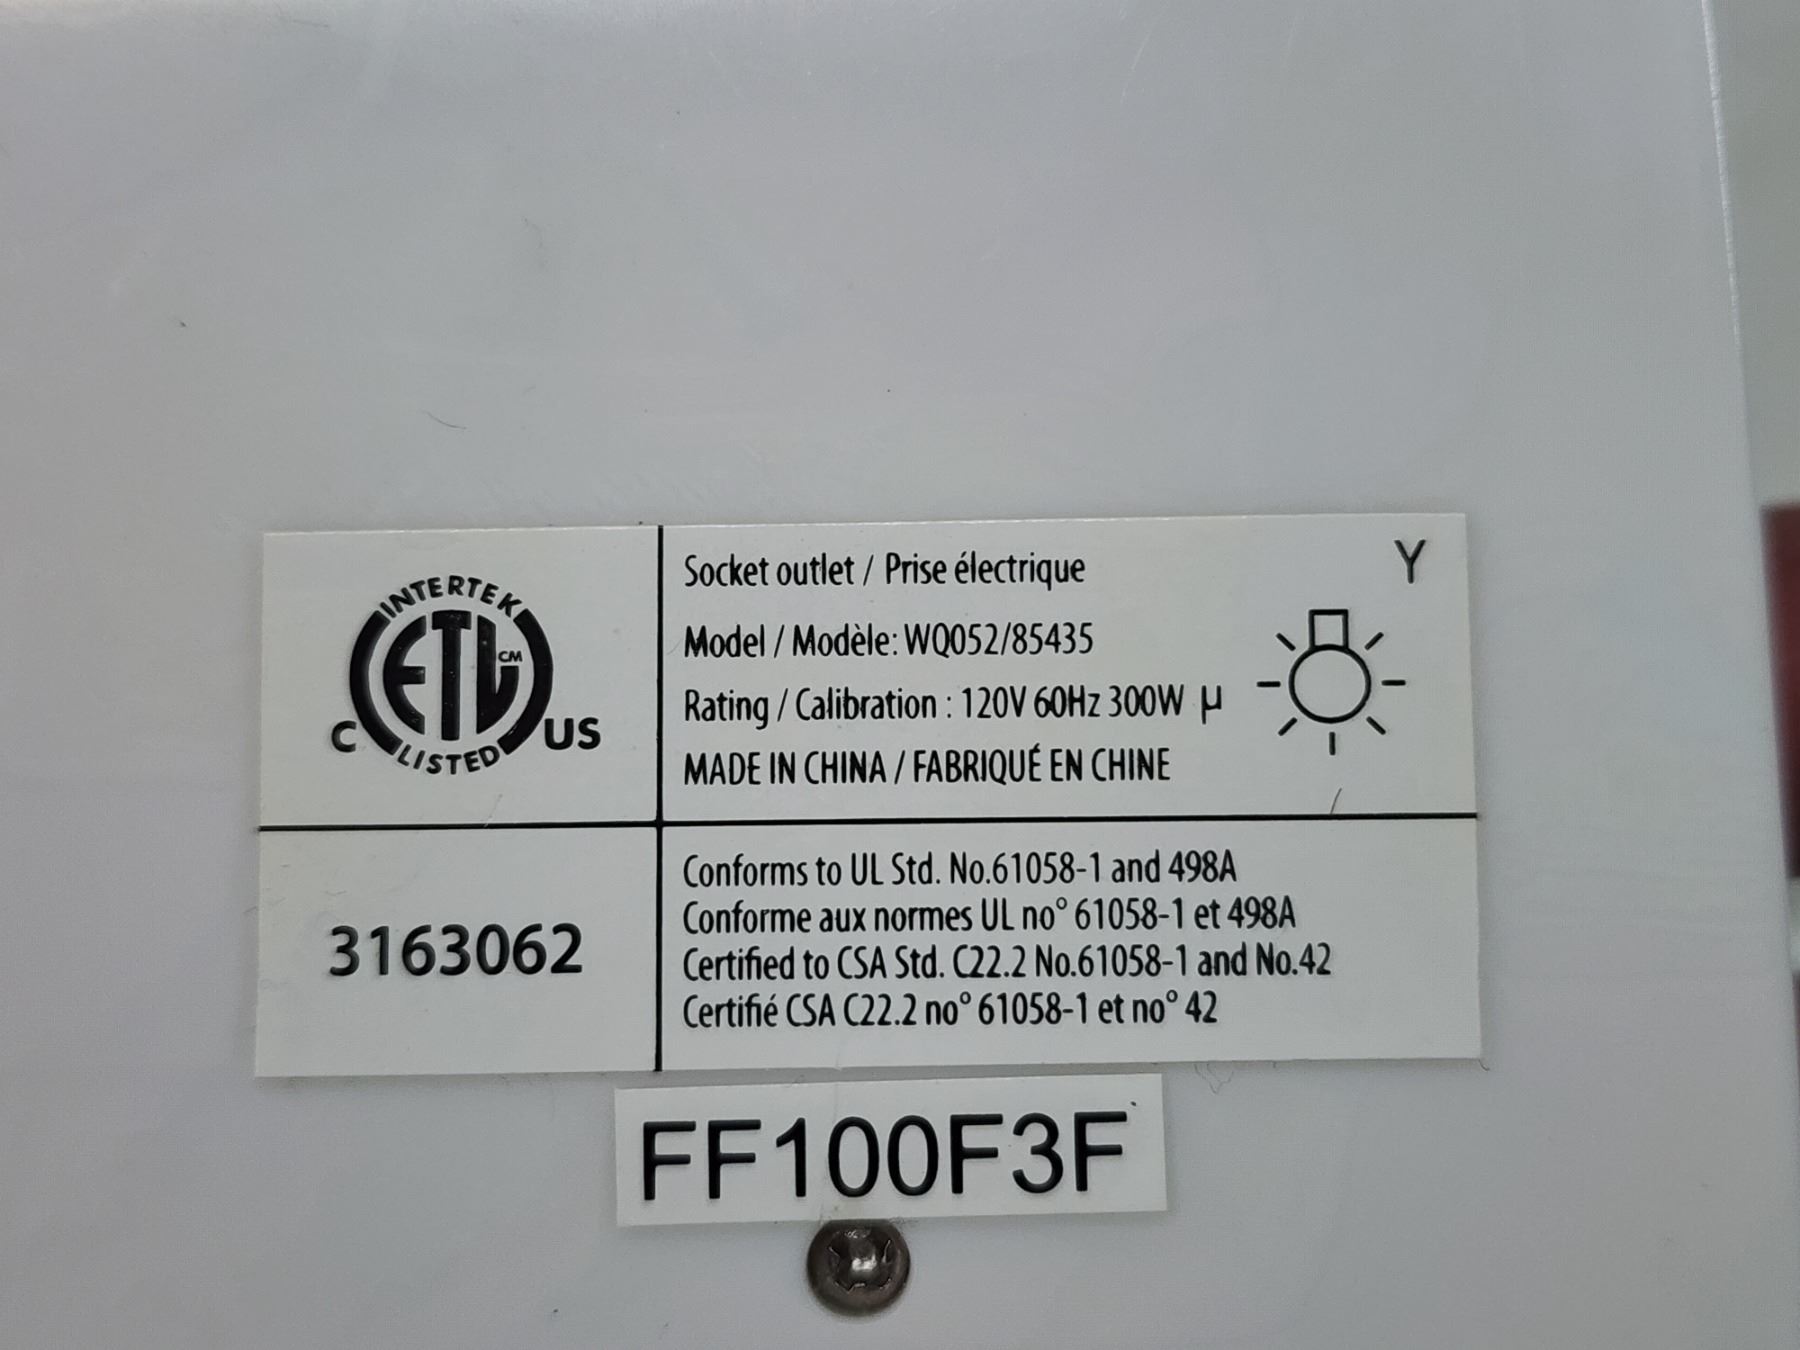 INTERTEK
ETL CM
C US
LISTED
Socket outlet / Prise électrique
Y
Model / Modèle: WQ052/85435
Rating / Calibration : 120V 60Hz 300W µ
MADE IN CHINA / FABRIQUÉ EN CHINE
3163062
Conforms to UL Std. No.61058-1 and 498A
Conforme aux normes UL no° 61058-1 et 498A
Certified to CSA Std. C22.2 No.61058-1 and No.42
Certifié CSA C22.2 no° 61058-1 et no° 42
FF100F3F